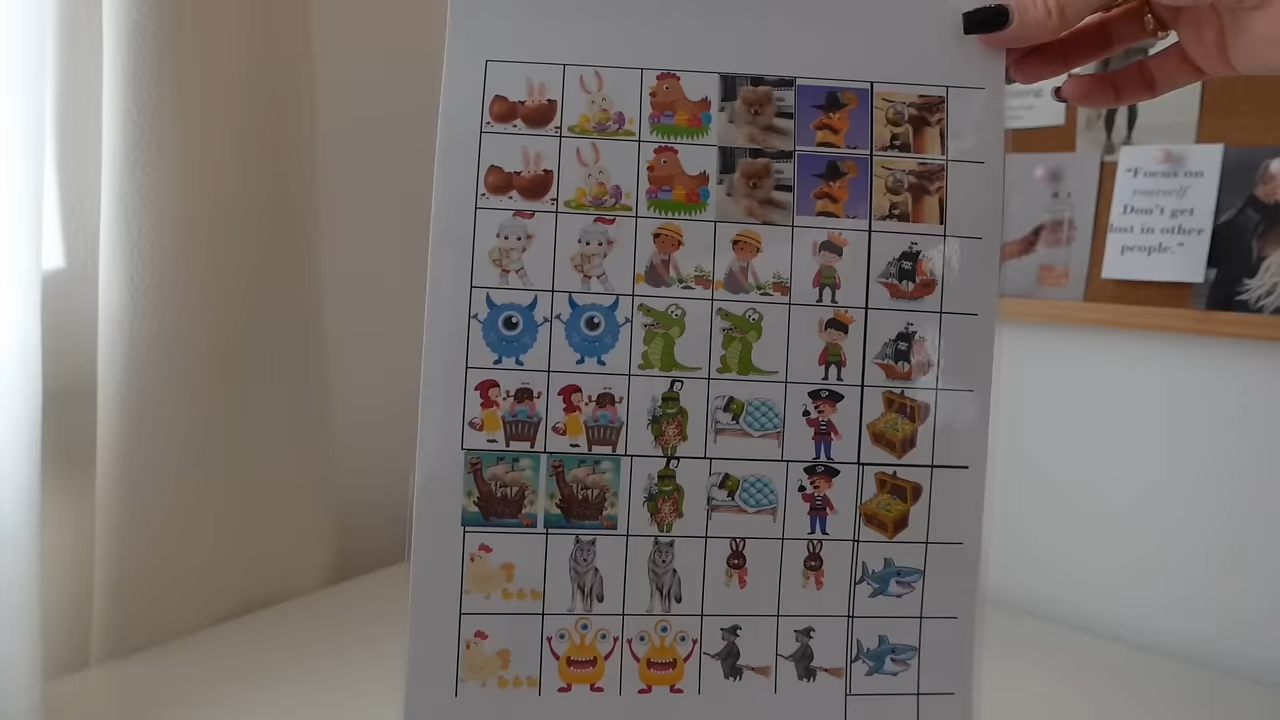 "Focus on
yourself
Don't get
lost in other
people."